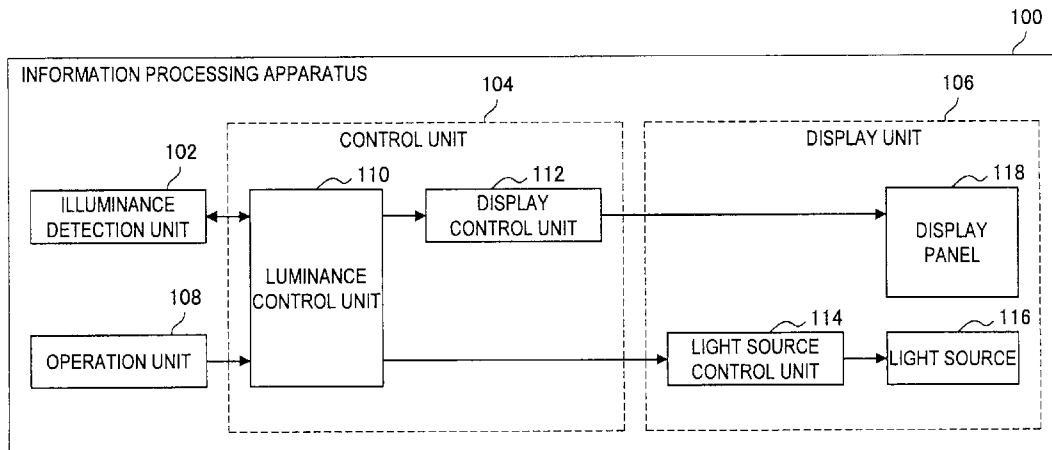 100
INFORMATION PROCESSING APPARATUS
104
106
CONTROL UNIT
DISPLAY UNIT
102
110
112
118
ILLUMINANCE
DETECTION UNIT
DISPLAY
CONTROL UNIT
DISPLAY
PANEL
LUMINANCE
CONTROL UNIT
108
114
116
OPERATION UNIT
LIGHT SOURCE
CONTROL UNIT
LIGHT SOURCE